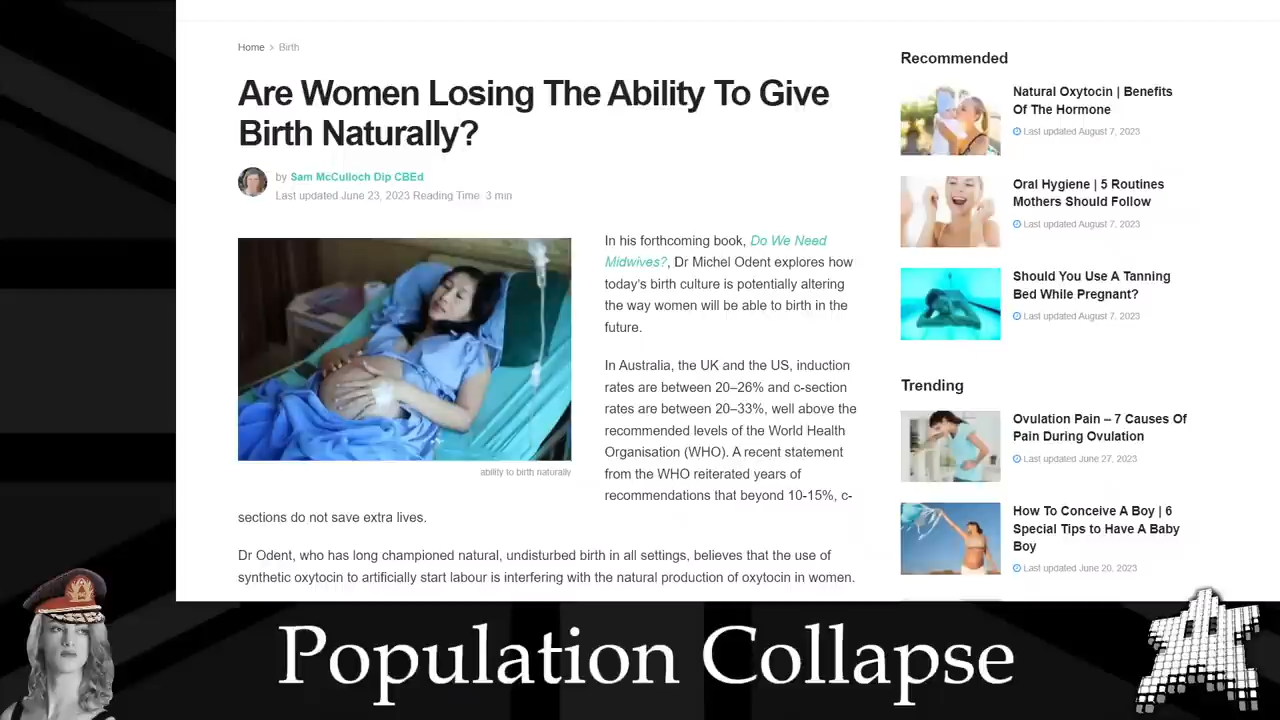 Home > Birth
Are Women Losing The Ability To Give
Birth Naturally?
by Sam McCulloch Dip CBEd
Last updated June 23, 2023 Reading Time 3 min
ability to birth naturally
In his forthcoming book, Do We Need
Midwives?, Dr Michel Odent explores how
today's birth culture is potentially altering
the way women will be able to birth in the
future.
In Australia, the UK and the US, induction
rates are between 20–26% and c-section
rates are between 20–33%, well above the
recommended levels of the World Health
Organisation (WHO). A recent statement
from the WHO reiterated years of
recommendations that beyond 10-15%, c-
sections do not save extra lives.
Dr Odent, who has long championed natural, undisturbed birth in all settings, believes that the use of
synthetic oxytocin to artificially start labour is interfering with the natural production of oxytocin in women.
Recommended
Natural Oxytocin | Benefits
Of The Hormone
Last updated August 7, 2023
Oral Hygiene | 5 Routines
Mothers Should Follow
Last updated August 7, 2023
Should You Use A Tanning
Bed While Pregnant?
Last updated August 7, 2023
Trending
Ovulation Pain – 7 Causes Of
Pain During Ovulation
Last updated June 27, 2023
How To Conceive A Boy | 6
Special Tips to Have A Baby
Boy
Last updated June 20, 2023
Population Collapse